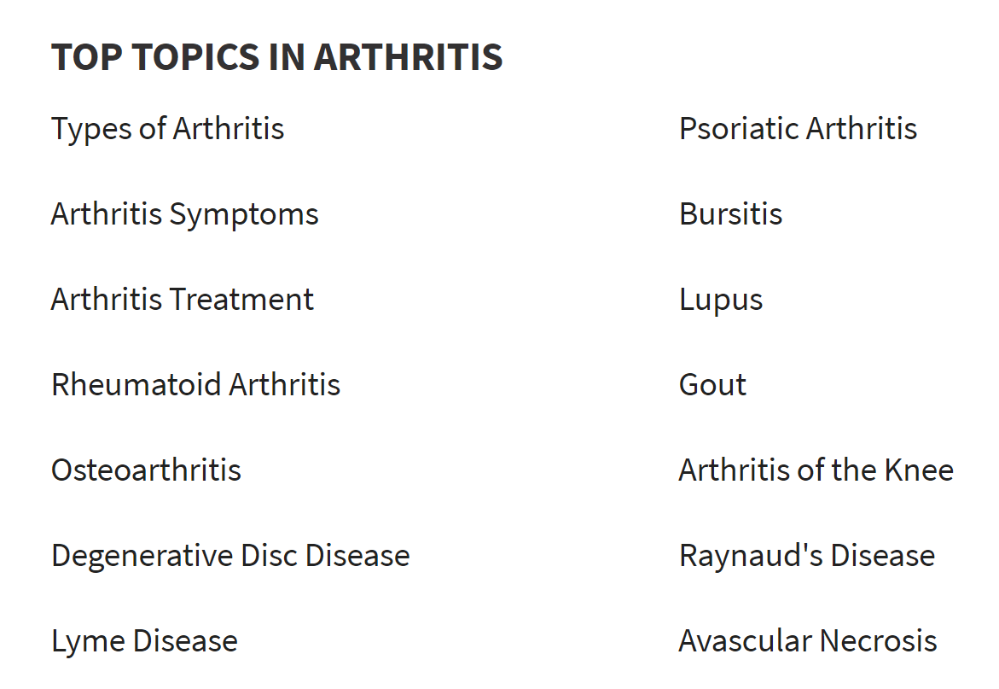 TOP TOPICS IN ARTHRITIS
Types of Arthritis
Arthritis Symptoms
Arthritis Treatment
Rheumatoid Arthritis
Osteoarthritis
Degenerative Disc Disease
Lyme Disease
Psoriatic Arthritis
Bursitis
Lupus
Gout
Arthritis of the Knee
Raynaud's Disease
Avascular Necrosis